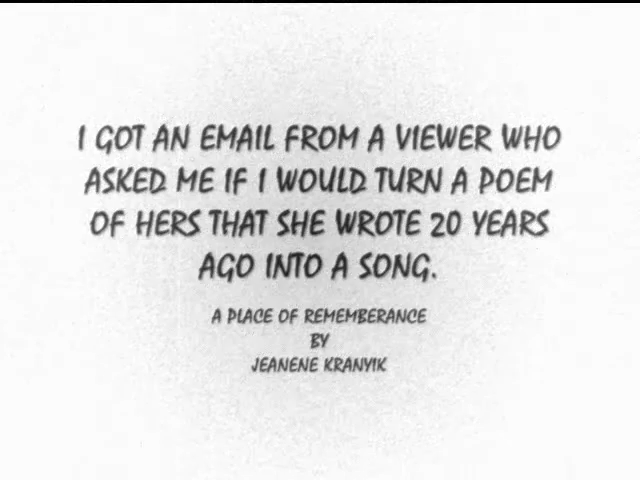 I GOT AN EMAIL FROM A VIEWER WHO
ASKED ME IF I WOULD TURN A POEM
OF HERS THAT SHE WROTE 20 YEARS
AGO INTO A SONG.
A PLACE OF REMEMBERANCE
BY
JEANENE KRANYIK